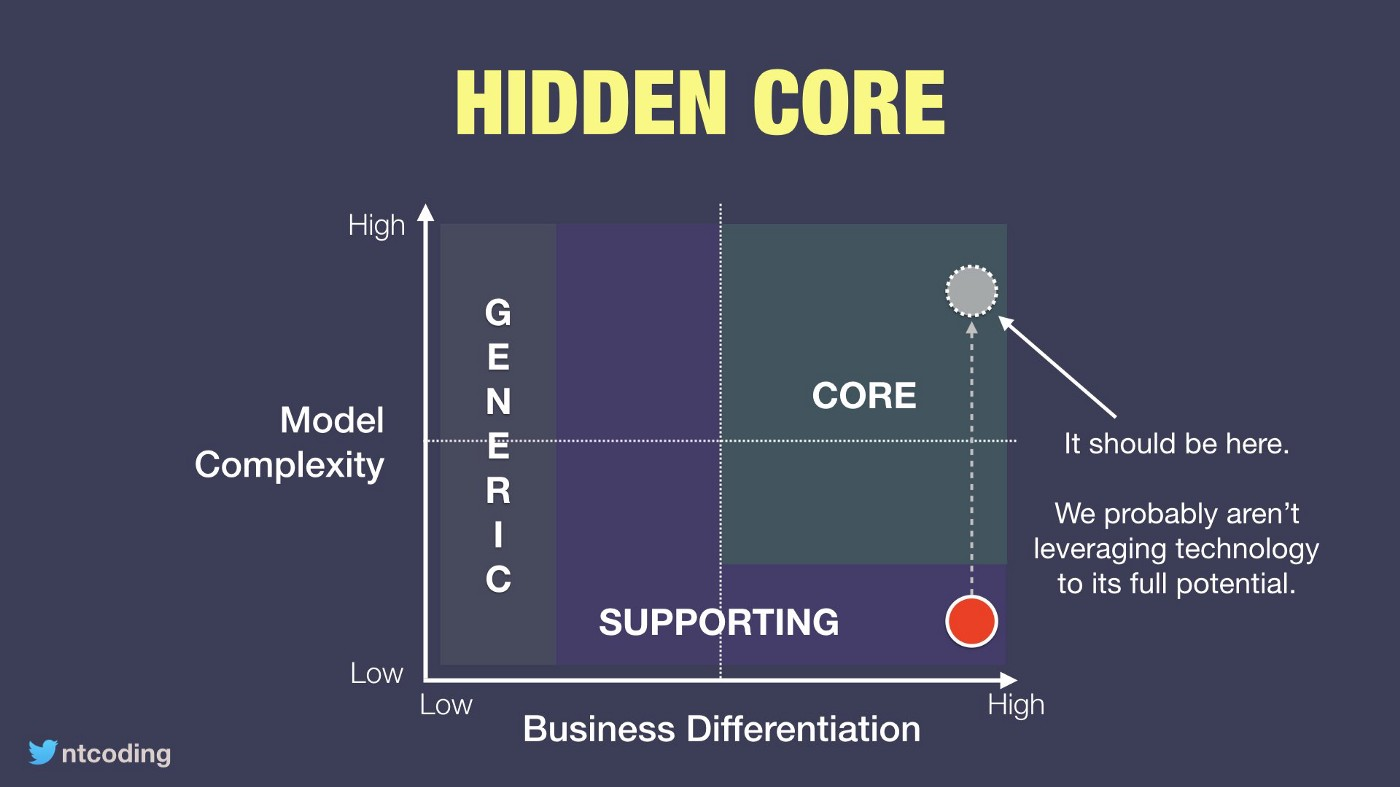 HIDDEN CORE
High
GENERIC
CORE
Model
Complexity
It should be here.
We probably aren’t
leveraging technology
to its full potential.
SUPPORTING
Low
Low
High
Business Differentiation
ntcoding